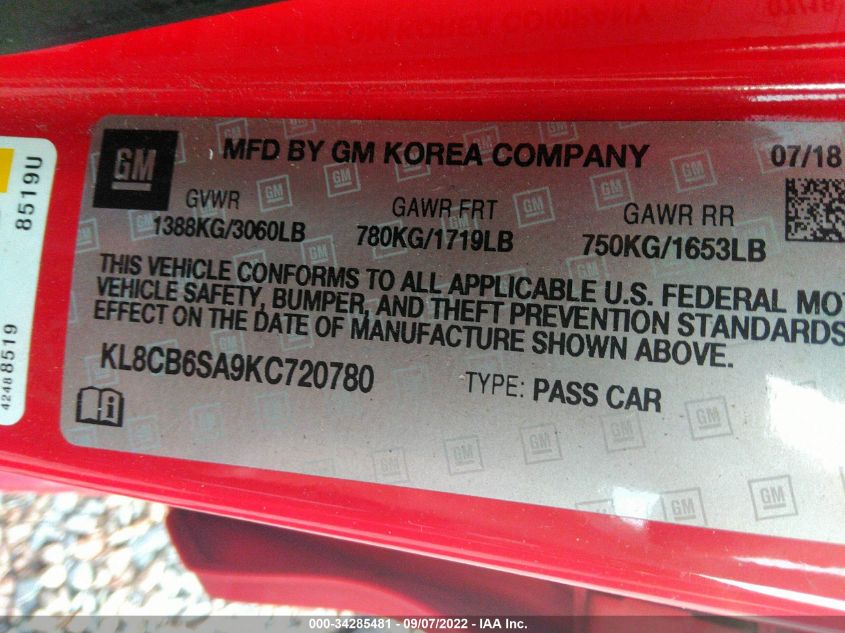 GM
MFD BY GM KOREA COMPANY
07/18
GVWR
GAWR FRT
GAWR RR
1388KG/3060LB
780KG/1719LB
750KG/1653LB
THIS VEHICLE CONFORMS TO ALL APPLICABLE U.S. FEDERAL MOT
VEHICLE SAFETY, BUMPER, AND THEFT PREVENTION STANDARDS
EFFECT ON THE DATE OF MANUFACTURE SHOWN ABOVE.
KL8CB6SA9KC720780
TYPE: PASS CAR
8519U
42488519
000-34285481 - 09/07/2022 - IAA Inc.